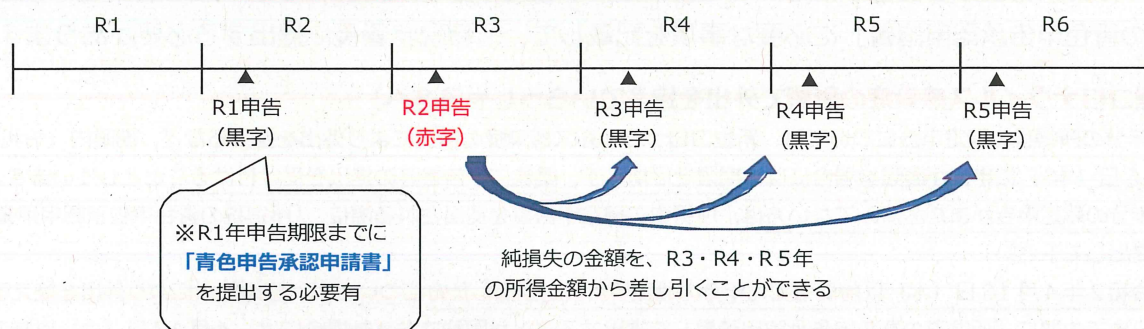 R1 R2 R3 R4 R5 R6
R1申告 R2申告 R3申告 R4申告 R5申告
(黒字) (赤字) (黒字) (黒字) (黒字)
※R1年申告期限までに
「青色申告承認申請書」
を提出する必要有
純損失の金額を、R3・R4・R5年
の所得金額から差し引くことができる